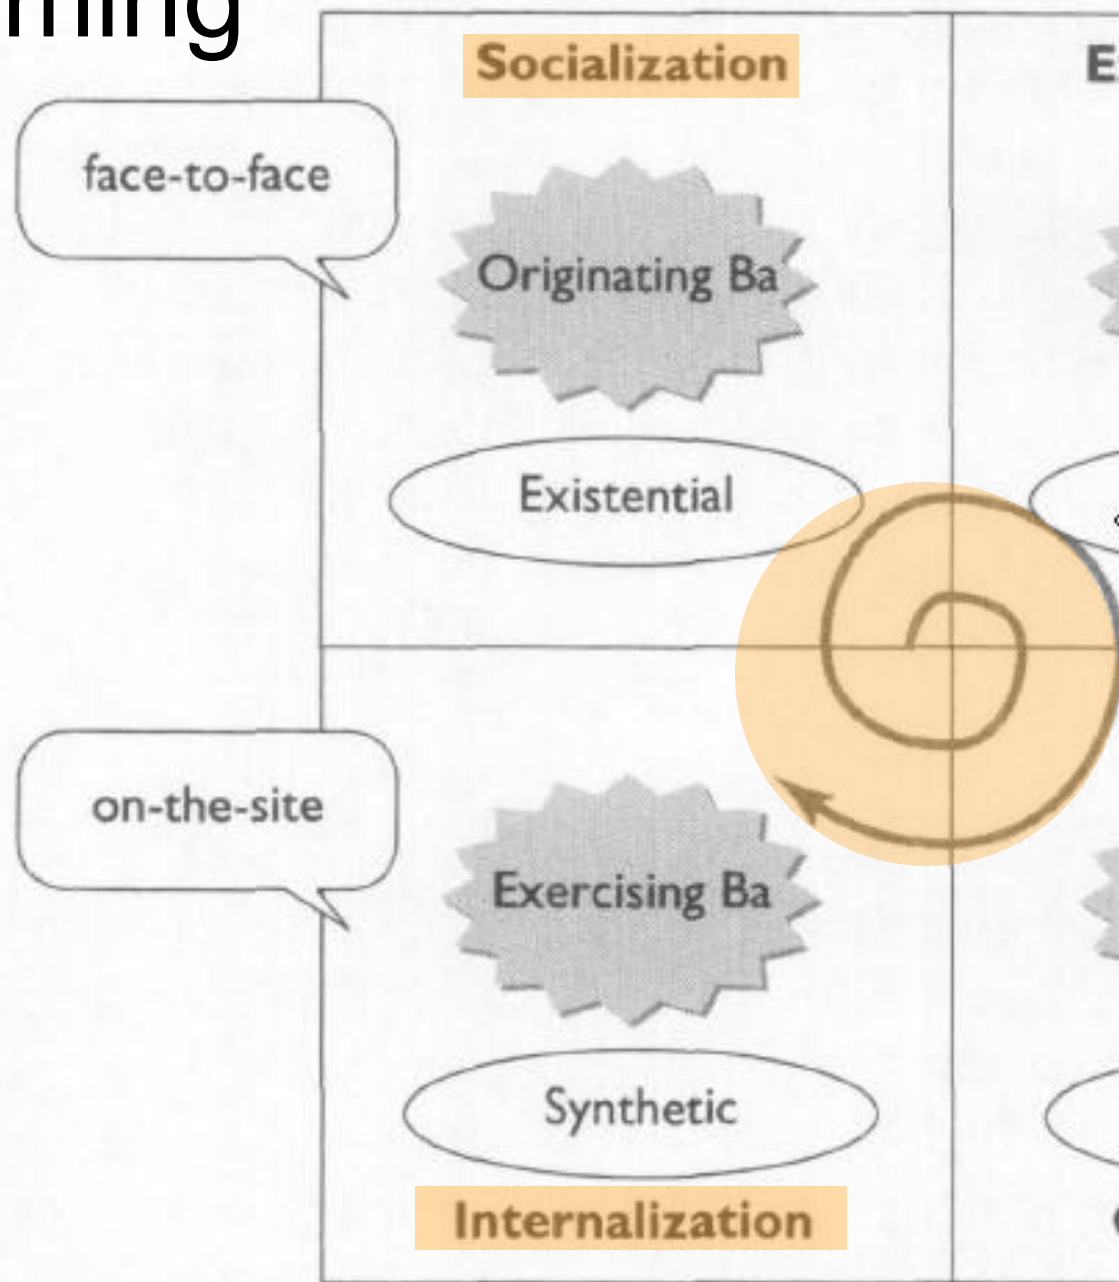 Socialization
face-to-face
Originating Ba
Existential
on-the-site
Exercising Ba
Synthetic
Internalization